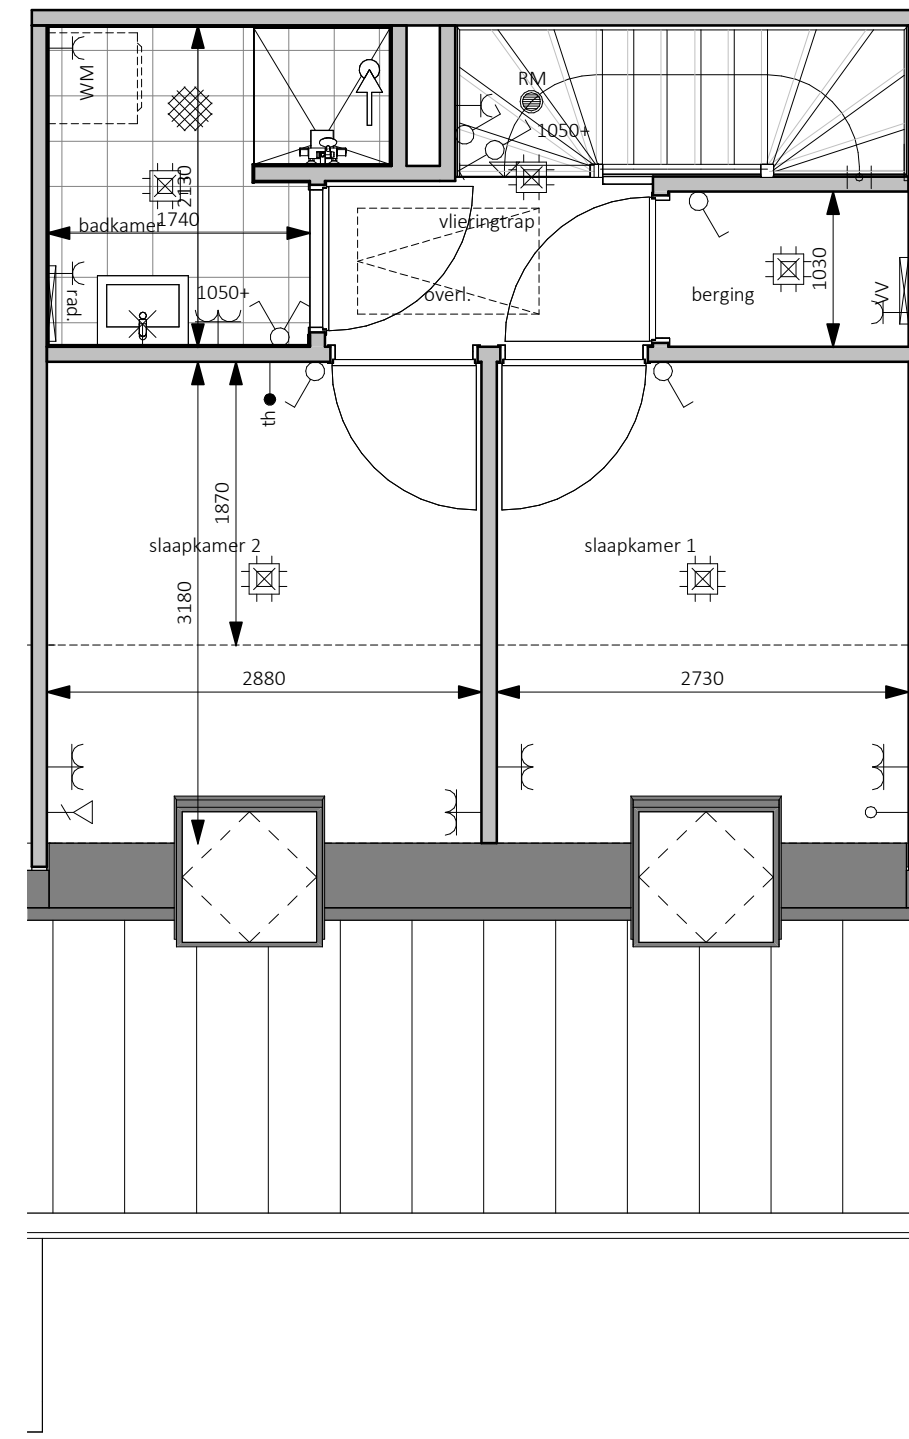 RM
WM
1050+
2130
1740
badkamer
vlieringtrap
1030
rad.
1050+
overl.
berging
VV
th
1870
slaapkamer 2
slaapkamer 1
3180
2880
2730